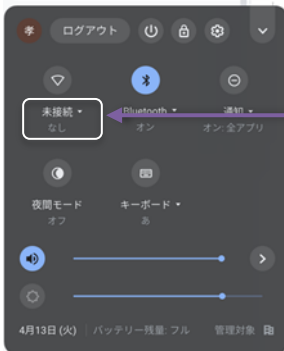 孝 ログアウト
未接続 Bluetooth 通知
なし オン オン: 全アプリ
夜間モード キーボード
オフ あ
4月13日 (火) バッテリー残量: フル 管理対象